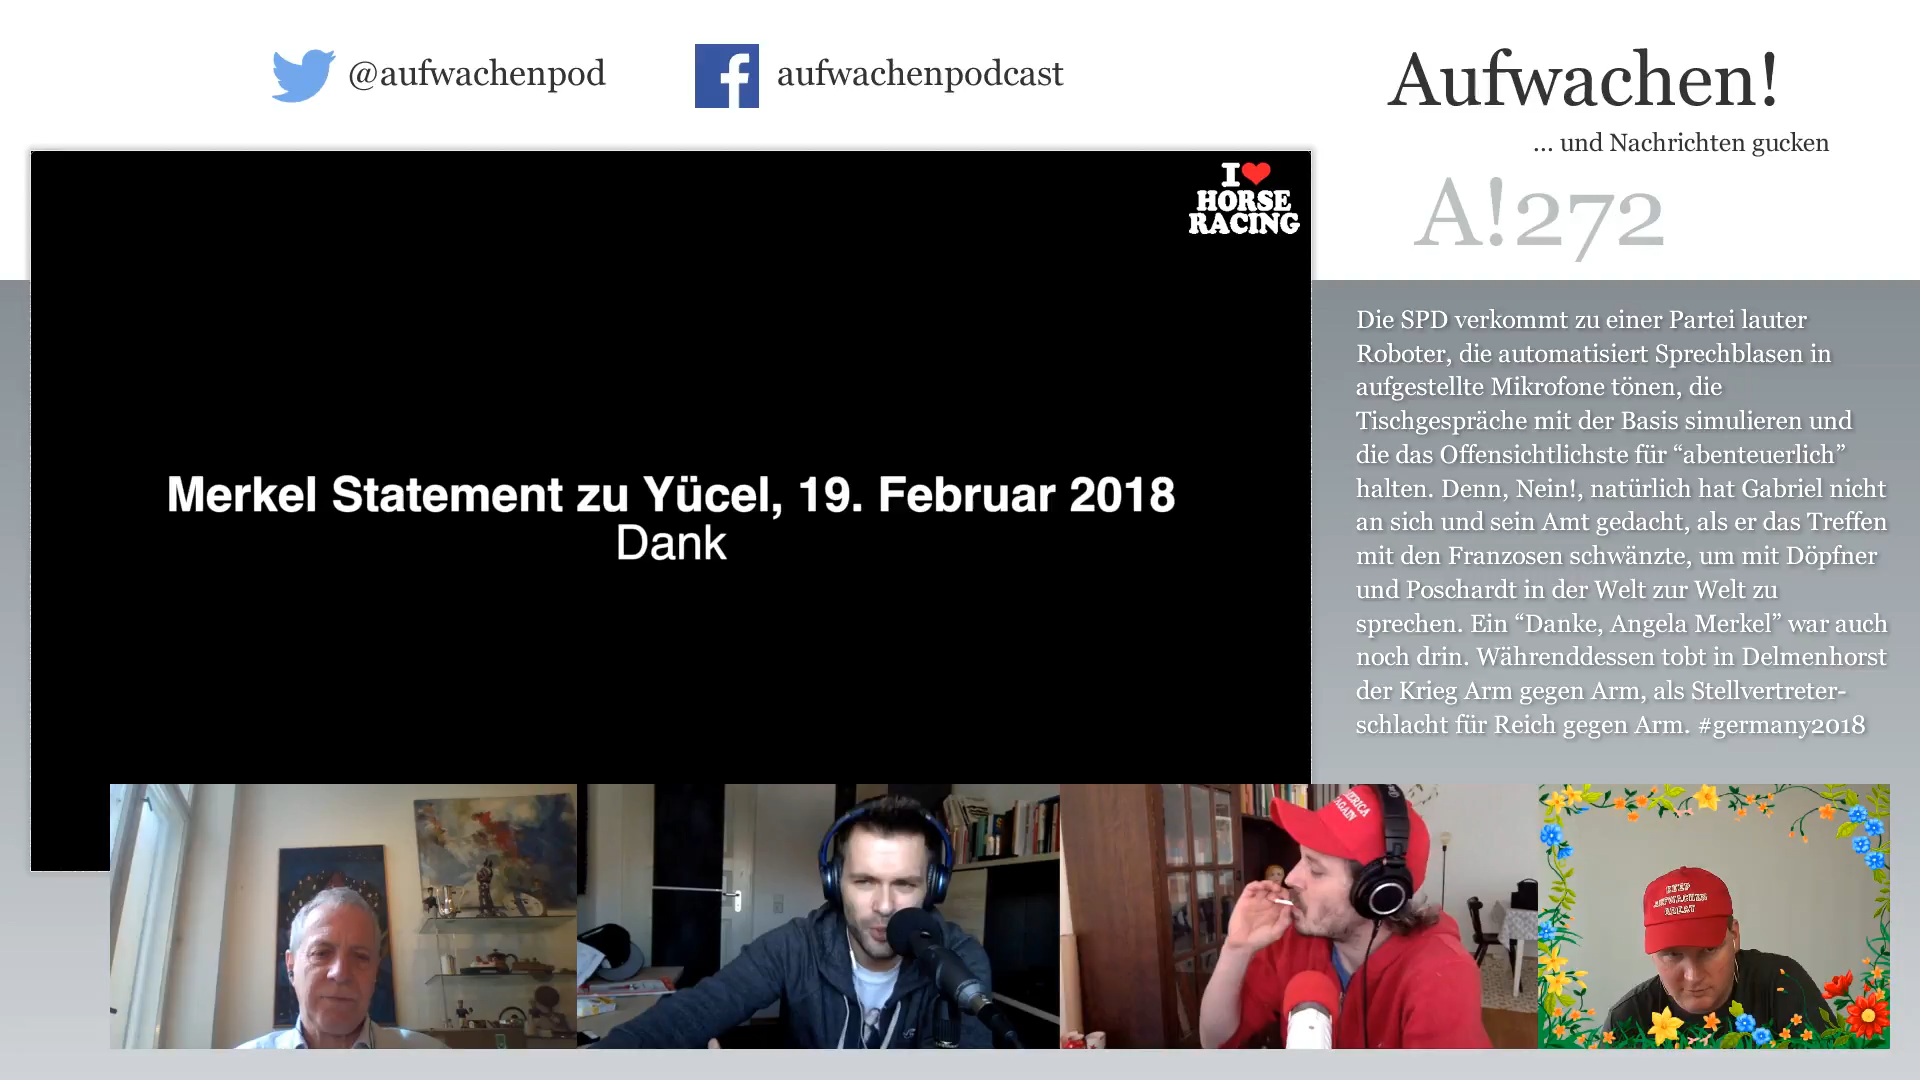 @aufwachenpod
aufwachenpodcast
Aufwachen!
... und Nachrichten gucken
A!272
I
HORSE
RACING
Merkel Statement zu Yücel, 19. Februar 2018
Dank
Die SPD verkommt zu einer Partei lauter
Roboter, die automatisiert Sprechblasen in
aufgestellte Mikrofone tönen, die
Tischgespräche mit der Basis simulieren und
die das Offensichtlichste für “abenteuerlich”
halten. Denn, Nein!, natürlich hat Gabriel nicht
an sich und sein Amt gedacht, als er das Treffen
mit den Franzosen schwänzte, um mit Döpfner
und Poschardt in der Welt zur Welt zu
sprechen. Ein “Danke, Angela Merkel” war auch
noch drin. Währenddessen tobt in Delmenhorst
der Krieg Arm gegen Arm, als Stellvertreter-
schlacht für Reich gegen Arm. #germany2018
AGAIN
KEEP
AUFWACHEN
GREAT